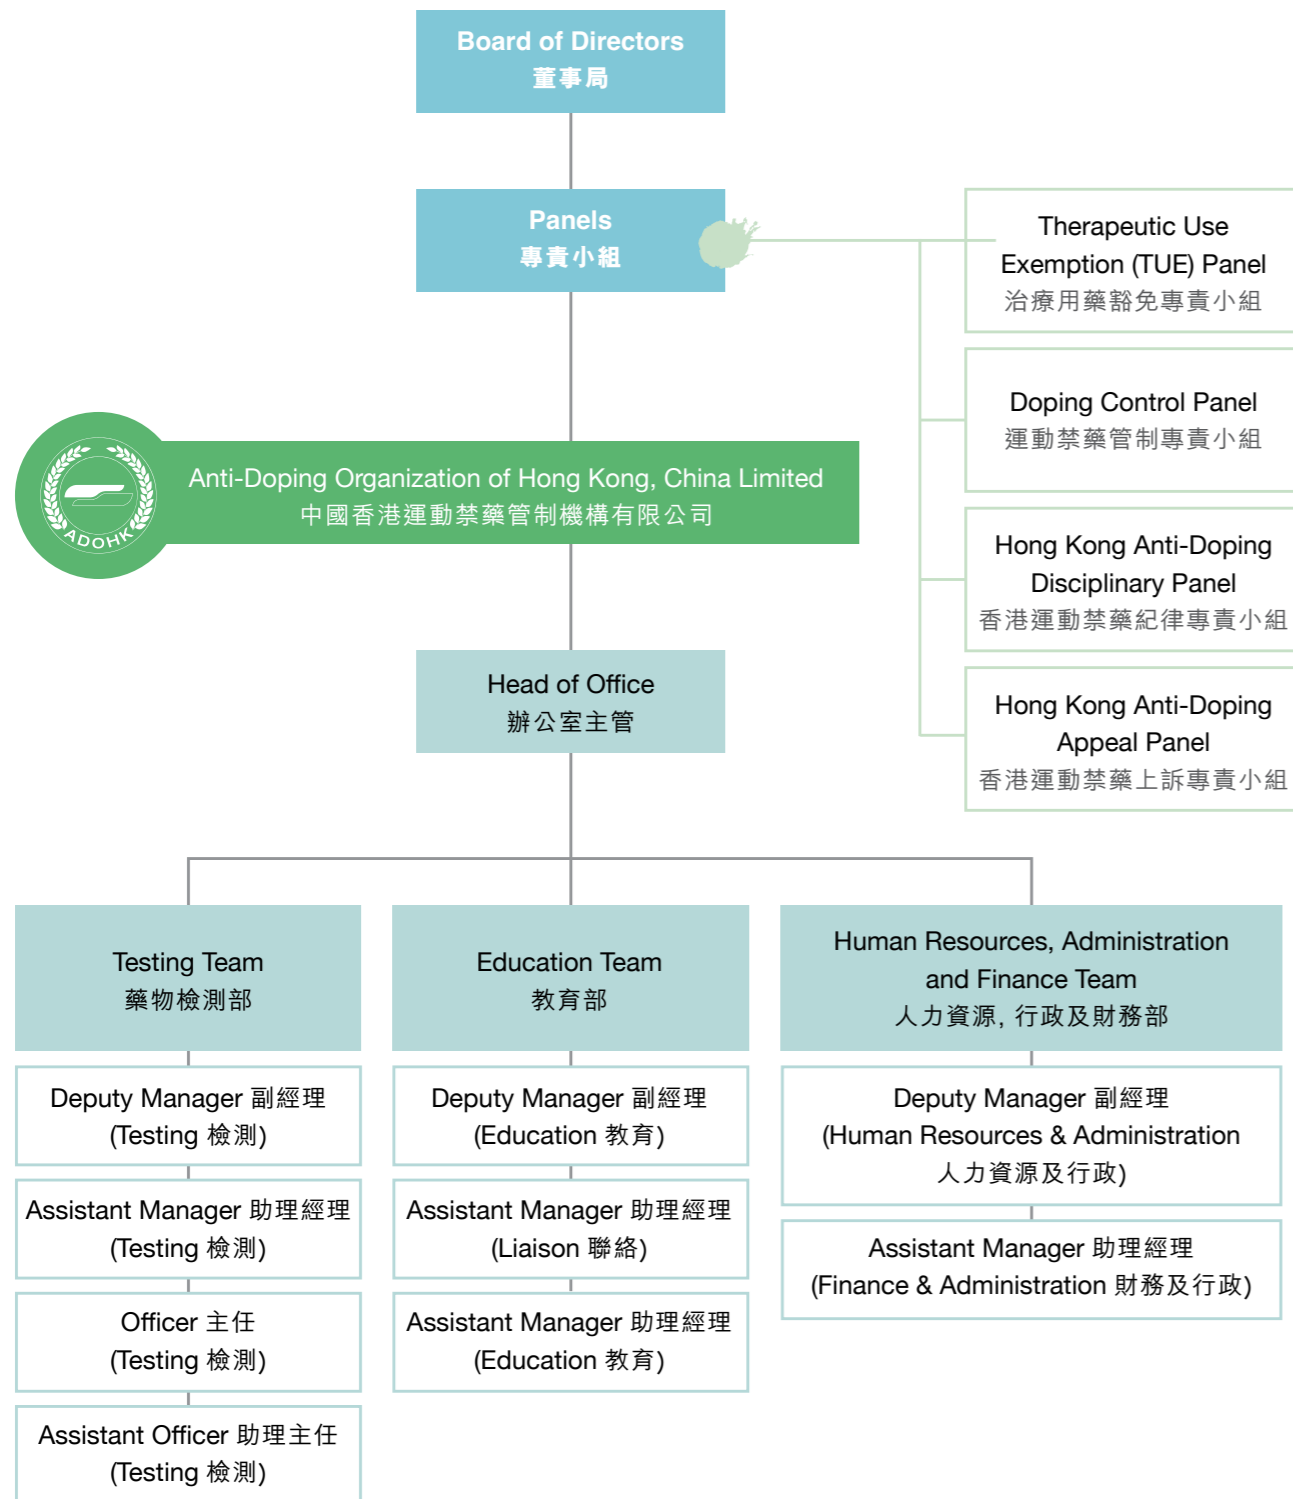 Board of Directors
董事局
Panels
專責小組
Therapeutic Use
Exemption (TUE) Panel
治療用藥豁免專責小組
Doping Control Panel
運動禁藥管制專責小組
Hong Kong Anti-Doping
Disciplinary Panel
香港運動禁藥紀律專責小組
Hong Kong Anti-Doping
Appeal Panel
香港運動禁藥上訴專責小組
ADOHK
Anti-Doping Organization of Hong Kong, China Limited
中國香港運動禁藥管制機構有限公司
Head of Office
辦公室主管
Testing Team
藥物檢測部
Deputy Manager 副經理
(Testing 檢測)
Assistant Manager 助理經理
(Testing 檢測)
Officer 主任
(Testing 檢測)
Assistant Officer 助理主任
(Testing 檢測)
Education Team
教育部
Deputy Manager 副經理
(Education 教育)
Assistant Manager 助理經理
(Liaison 聯絡)
Assistant Manager 助理經理
(Education 教育)
Human Resources, Administration
and Finance Team
人力資源, 行政及財務部
Deputy Manager 副經理
(Human Resources & Administration
人力資源及行政)
Assistant Manager 助理經理
(Finance & Administration 財務及行政)